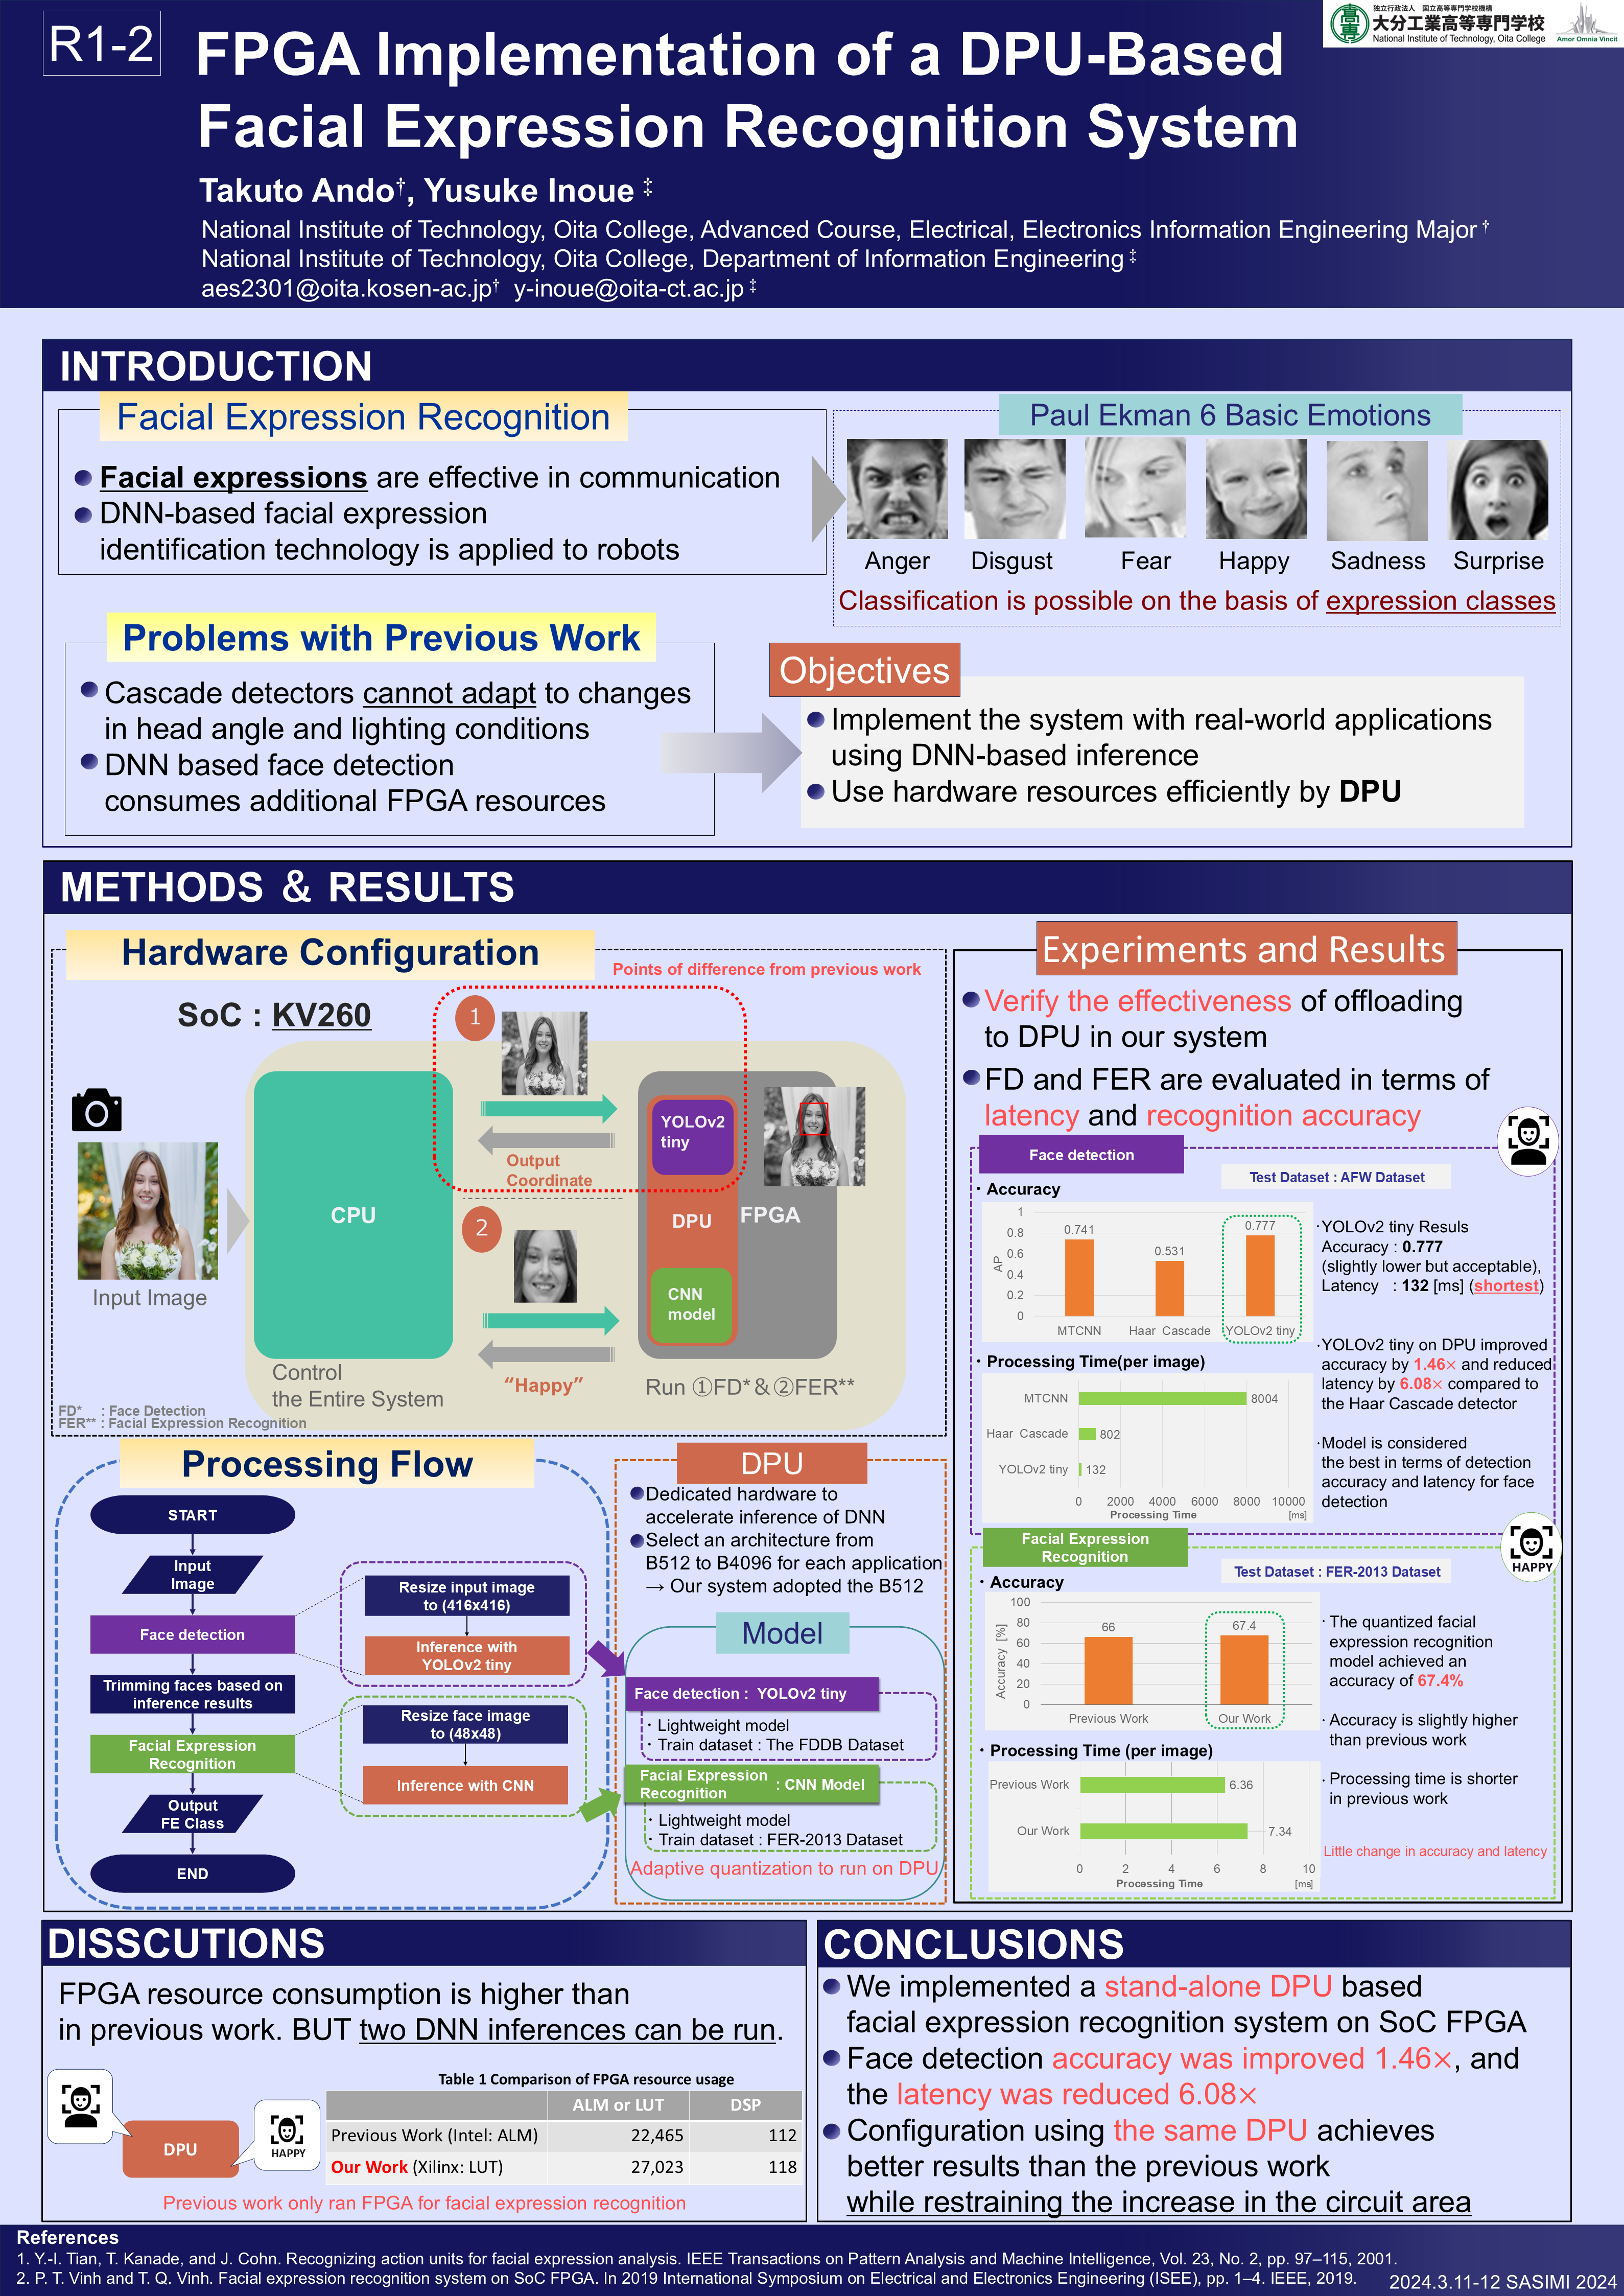 R1-2
FPGA Implementation of a DPU-Based
Facial Expression Recognition System
独立行政法人 国立高等専門学校機構
大分工業高等専門学校
National Institute of Technology, Oita College
Amor Omnia Vincit
Takuto Ando†, Yusuke Inoue ‡
National Institute of Technology, Oita College, Advanced Course, Electrical, Electronics Information Engineering Major †
National Institute of Technology, Oita College, Department of Information Engineering ‡
aes2301@oita.kosen-ac.jp† y-inoue@oita-ct.ac.jp ‡
INTRODUCTION
Facial Expression Recognition
Facial expressions are effective in communication
DNN-based facial expression
identification technology is applied to robots
Paul Ekman 6 Basic Emotions
Anger Disgust Fear Happy Sadness Surprise
Classification is possible on the basis of expression classes
Problems with Previous Work
Cascade detectors cannot adapt to changes
in head angle and lighting conditions
DNN based face detection
consumes additional FPGA resources
Objectives
Implement the system with real-world applications
using DNN-based inference
Use hardware resources efficiently by DPU
METHODS & RESULTS
Hardware Configuration
Points of difference from previous work
SoC : KV260
1
YOLOv2
tiny
Output
Coordinate
CPU
DPU
FPGA
2
CNN
model
Input Image
Control
the Entire System
“Happy”
Run ①FD* & ②FER**
FD* : Face Detection
FER** : Facial Expression Recognition
Processing Flow
START
Input
Image
Face detection
Trimming faces based on
inference results
Facial Expression
Recognition
Output
FE Class
END
Resize input image
to (416x416)
Inference with
YOLOv2 tiny
Resize face image
to (48x48)
Inference with CNN
DPU
Dedicated hardware to
accelerate inference of DNN
Select an architecture from
B512 to B4096 for each application
→ Our system adopted the B512
Model
Face detection : YOLOv2 tiny
・Lightweight model
・Train dataset : The FDDB Dataset
Facial Expression
Recognition : CNN Model
・Lightweight model
・Train dataset : FER-2013 Dataset
Adaptive quantization to run on DPU
Experiments and Results
Verify the effectiveness of offloading
to DPU in our system
FD and FER are evaluated in terms of
latency and recognition accuracy
Face detection
Test Dataset : AFW Dataset
・Accuracy
AP
1
0.8
0.6
0.4
0.2
0
0.741
0.531
0.777
MTCNN Haar Cascade YOLOv2 tiny
・YOLOv2 tiny Resuls
Accuracy : 0.777
(slightly lower but acceptable),
Latency : 132 [ms] (shortest)
・YOLOv2 tiny on DPU improved
accuracy by 1.46× and reduced
latency by 6.08× compared to
the Haar Cascade detector
・Model is considered
the best in terms of detection
accuracy and latency for face
detection
・Processing Time(per image)
MTCNN 8004
Haar Cascade 802
YOLOv2 tiny 132
0 2000 4000 6000 8000 10000
Processing Time [ms]
Facial Expression
Recognition
HAPPY
Test Dataset : FER-2013 Dataset
・Accuracy
Accuracy [%]
100
80
60
40
20
0
66
67.4
Previous Work Our Work
・The quantized facial
expression recognition
model achieved an
accuracy of 67.4%
・Accuracy is slightly higher
than previous work
・Processing time is shorter
in previous work
Little change in accuracy and latency
・Processing Time (per image)
Previous Work 6.36
Our Work 7.34
0 2 4 6 8 10
Processing Time [ms]
DISSCUTIONS
FPGA resource consumption is higher than
in previous work. BUT two DNN inferences can be run.
DPU
HAPPY
Table 1 Comparison of FPGA resource usage
ALM or LUT DSP
Previous Work (Intel: ALM) 22,465 112
Our Work (Xilinx: LUT) 27,023 118
Previous work only ran FPGA for facial expression recognition
CONCLUSIONS
We implemented a stand-alone DPU based
facial expression recognition system on SoC FPGA
Face detection accuracy was improved 1.46×, and
the latency was reduced 6.08×
Configuration using the same DPU achieves
better results than the previous work
while restraining the increase in the circuit area
References
1. Y.-I. Tian, T. Kanade, and J. Cohn. Recognizing action units for facial expression analysis. IEEE Transactions on Pattern Analysis and Machine Intelligence, Vol. 23, No. 2, pp. 97–115, 2001.
2. P. T. Vinh and T. Q. Vinh. Facial expression recognition system on SoC FPGA. In 2019 International Symposium on Electrical and Electronics Engineering (ISEE), pp. 1–4. IEEE, 2019.
2024.3.11-12 SASIMI 2024